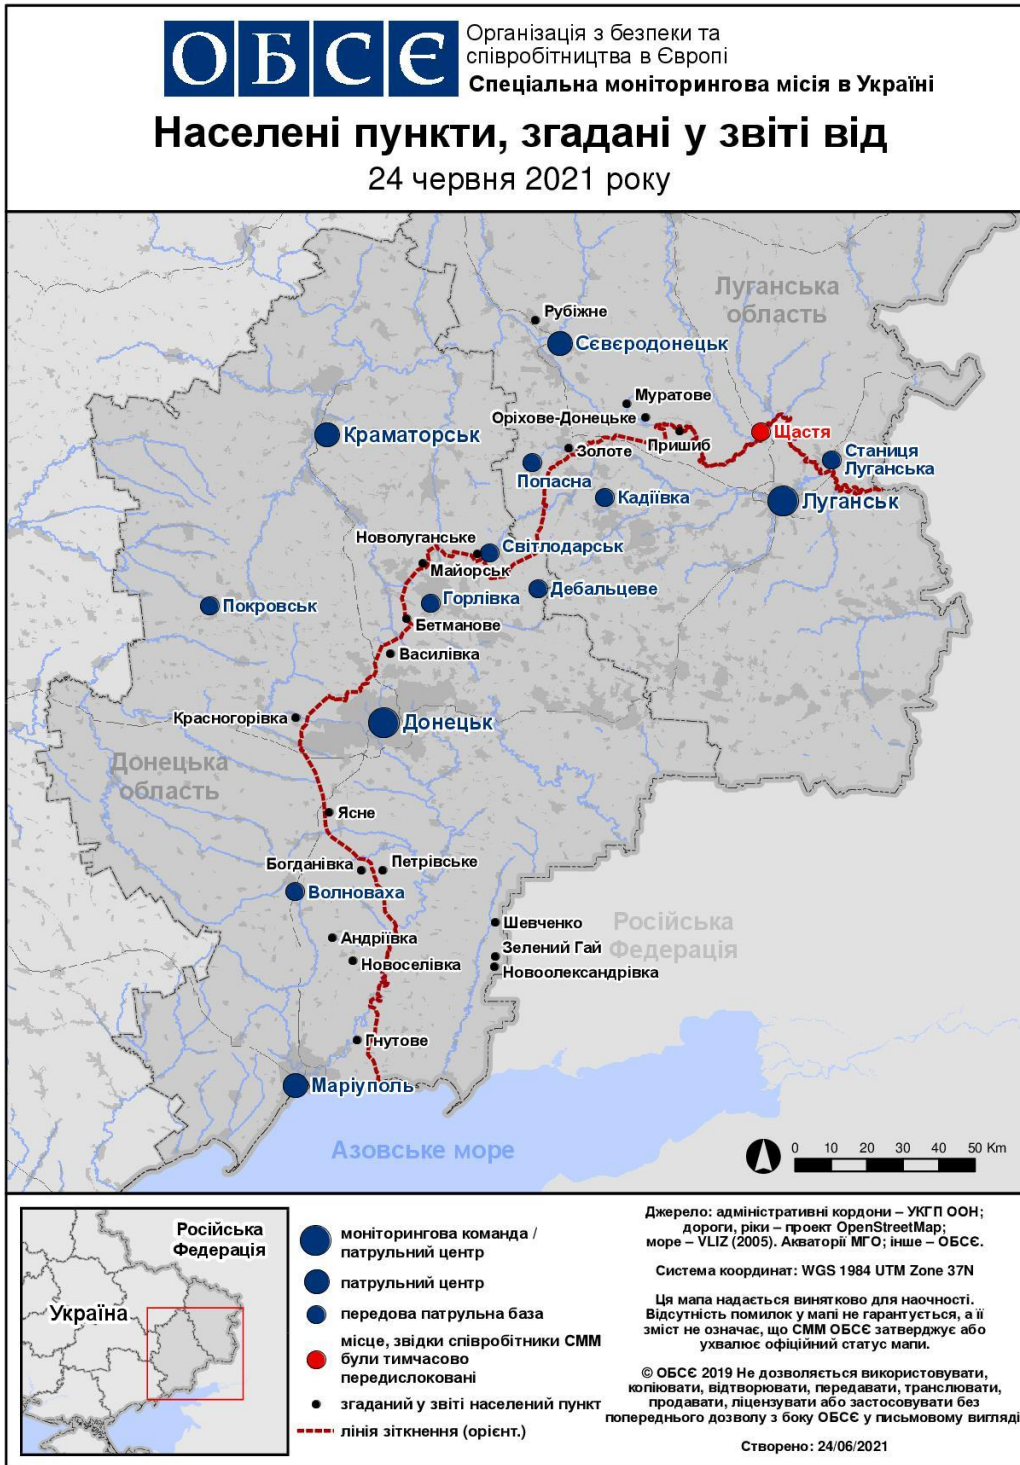 ОБСЄ
Організація з безпеки та
співробітництва в Європі
Спеціальна моніторингова місія в Україні
Населені пункти, згадані у звіті від
24 червня 2021 року
Луганська
область
Рубіжне
Сєвєродонецьк
Муратове
Оріхове-Донецьке
Пришиб
Щастя
Краматорськ
Золоте
Станиця
Луганська
Попасна
Кадіївка
Луганськ
Новолуганське
Світлодарськ
Майорськ
Дебальцеве
Горлівка
Покровськ
Бетманове
Василівка
Красногорівка
Донецьк
Донецька
область
Ясне
Богданівка
Петрівське
Волноваха
Шевченко
Російська
Федерація
Андріївка
Зелений Гай
Новоселівка
Новоолександрівка
Гнутове
Маріуполь
Азовське море
0 10 20 30 40 50 Km
Російська
Федерація
Україна
моніторингова команда /
патрульний центр
патрульний центр
передова патрульна база
місце, звідки співробітники СММ
були тимчасово
передислоковані
згаданий у звіті населений пункт
лінія зіткнення (орієнт.)
Джерело: адміністративні кордони – УКГП ООН;
дороги, ріки – проект OpenStreetMap;
море – VLIZ (2005). Акваторії МГО; інше – ОБСЄ.
Система координат: WGS 1984 UTM Zone 37N
Ця мапа надається винятково для наочності.
Відсутність помилок у мапі не гарантується, а її
зміст не означає, що СММ ОБСЄ затверджує або
ухвалює офіційний статус мапи.
© ОБСЄ 2019 Не дозволяється використовувати,
копіювати, відтворювати, передавати, транслювати,
продавати, ліцензувати або застосовувати без
попереднього дозволу з боку ОБСЄ у письмовому вигляді
Створено: 24/06/2021